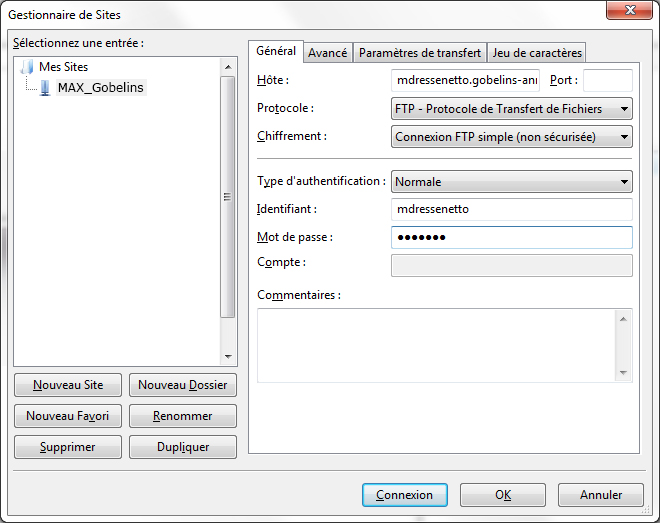 Gestionnaire de Sites
Sélectionnez une entrée :
Mes Sites
MAX_Gobelins
Nouveau Site
Nouveau Dossier
Nouveau Favori
Renommer
Supprimer
Dupliquer
Général
Avancé
Paramètres de transfert
Jeu de caractères
Hôte : mdressenetto.gobelins-ann Port :
Protocole : FTP - Protocole de Transfert de Fichiers
Chiffrement : Connexion FTP simple (non sécurisée)
Type d'authentification : Normale
Identifiant : mdressenetto
Mot de passe : ●●●●●●●
Compte :
Commentaires :
Connexion
OK
Annuler